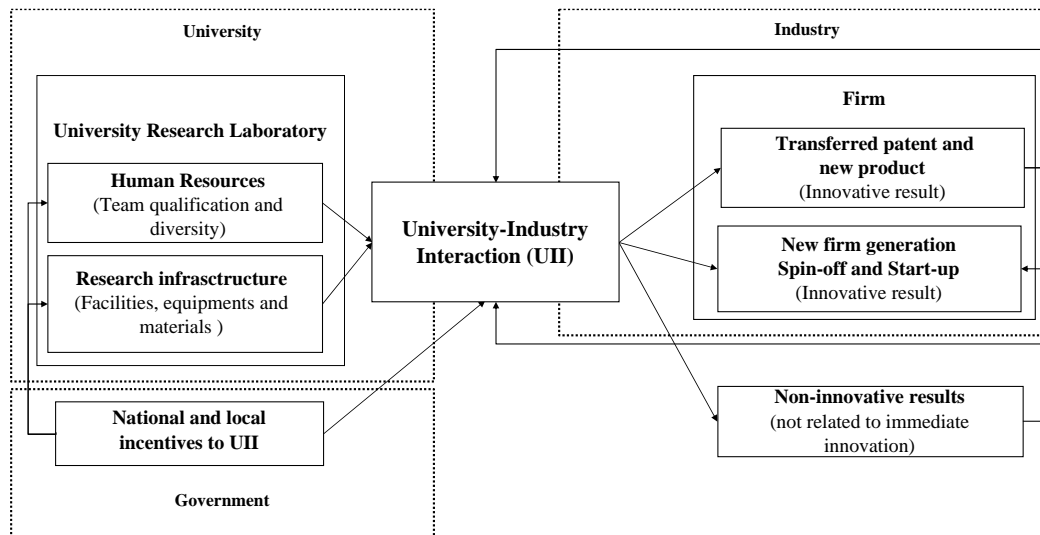 University
Industry
University Research Laboratory
Human Resources
(Team qualification and
diversity)
Research infrasctructure
(Facilities, equipments and
materials )
National and local
incentives to UII
Government
University-Industry
Interaction (UII)
Firm
Transferred patent and
new product
(Innovative result)
New firm generation
Spin-off and Start-up
(Innovative result)
Non-innovative results
(not related to immediate
innovation)